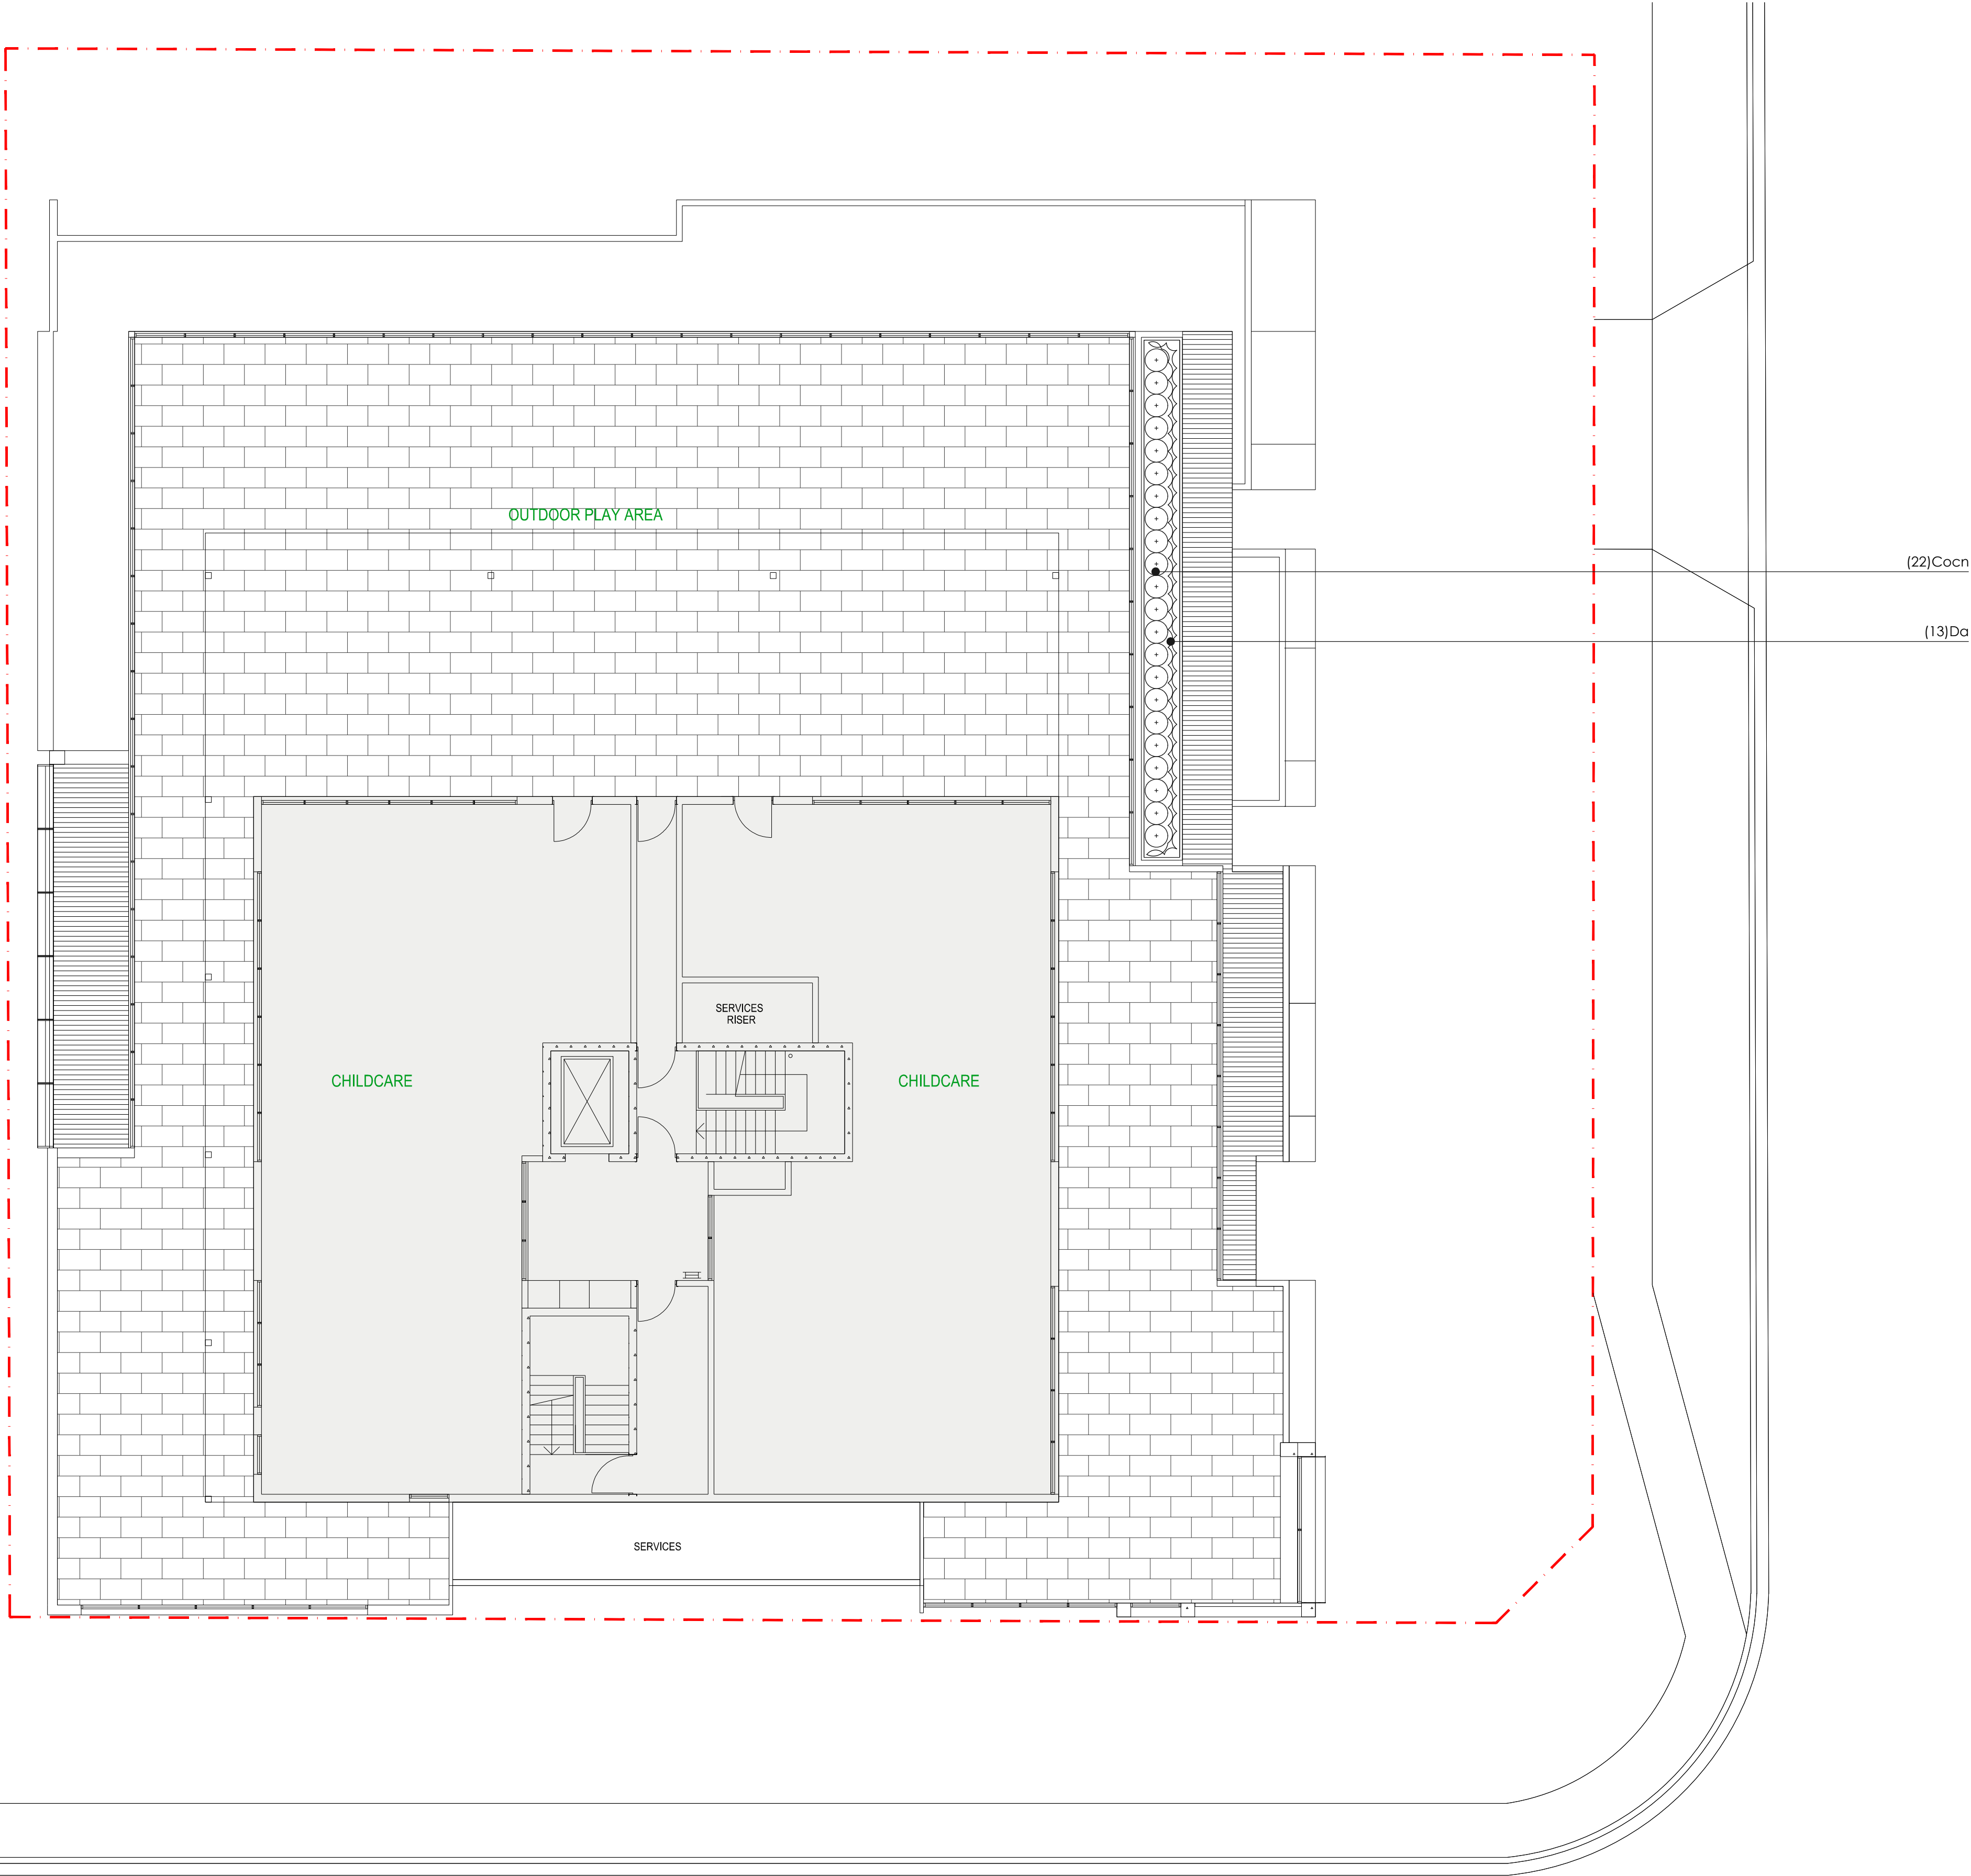 OUTDOOR PLAY AREA
(22)Cocn
(13)Da
SERVICES
RISER
CHILDCARE
CHILDCARE
SERVICES